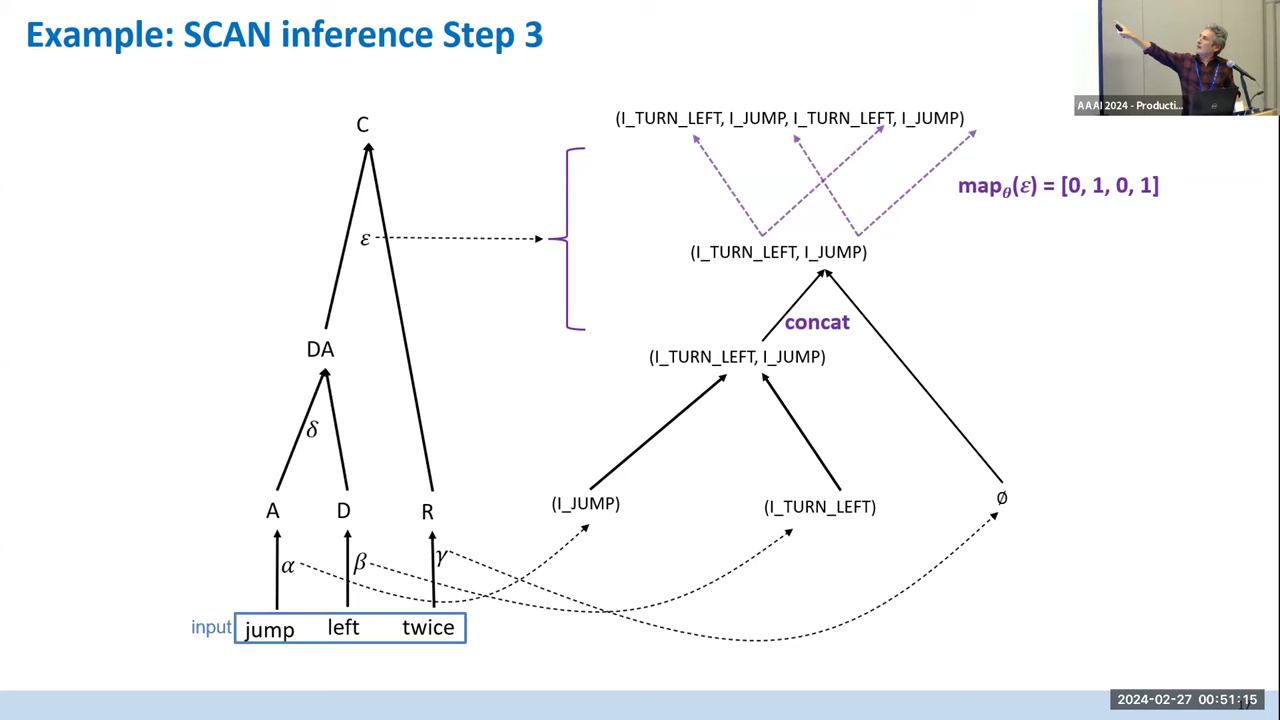 Example: SCAN inference Step 3
AAAI 2024 - Producti...
C
(I_TURN_LEFT, I_JUMP, I_TURN_LEFT, I_JUMP)
mapθ(ε) = [0, 1, 0, 1]
ε
(I_TURN_LEFT, I_JUMP)
concat
DA
(I_TURN_LEFT, I_JUMP)
δ
A D R
(I_JUMP)
(I_TURN_LEFT)
∅
α β γ
input jump left twice
2024-02-27 00:51:15